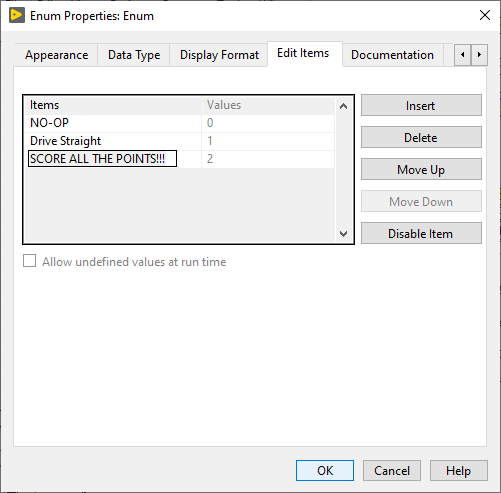 Enum Properties: Enum
Appearance Data Type Display Format Edit Items Documentation
Items Values
NO-OP 0
Drive Straight 1
SCORE ALL THE POINTS!!! 2
Insert
Delete
Move Up
Move Down
Disable Item
Allow undefined values at run time
OK Cancel Help